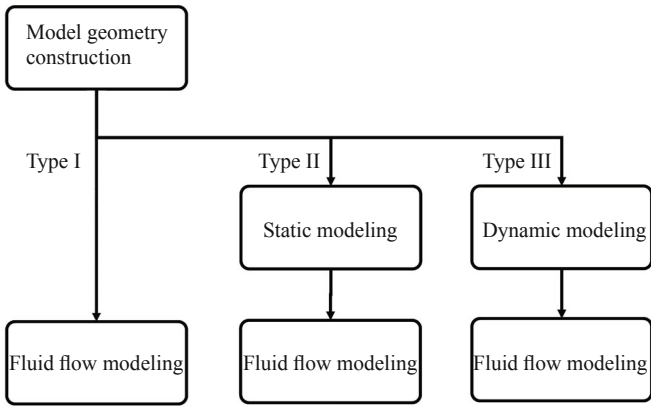 Model geometry
construction
Type I
Type II
Type III
Static modeling
Dynamic modeling
Fluid flow modeling
Fluid flow modeling
Fluid flow modeling